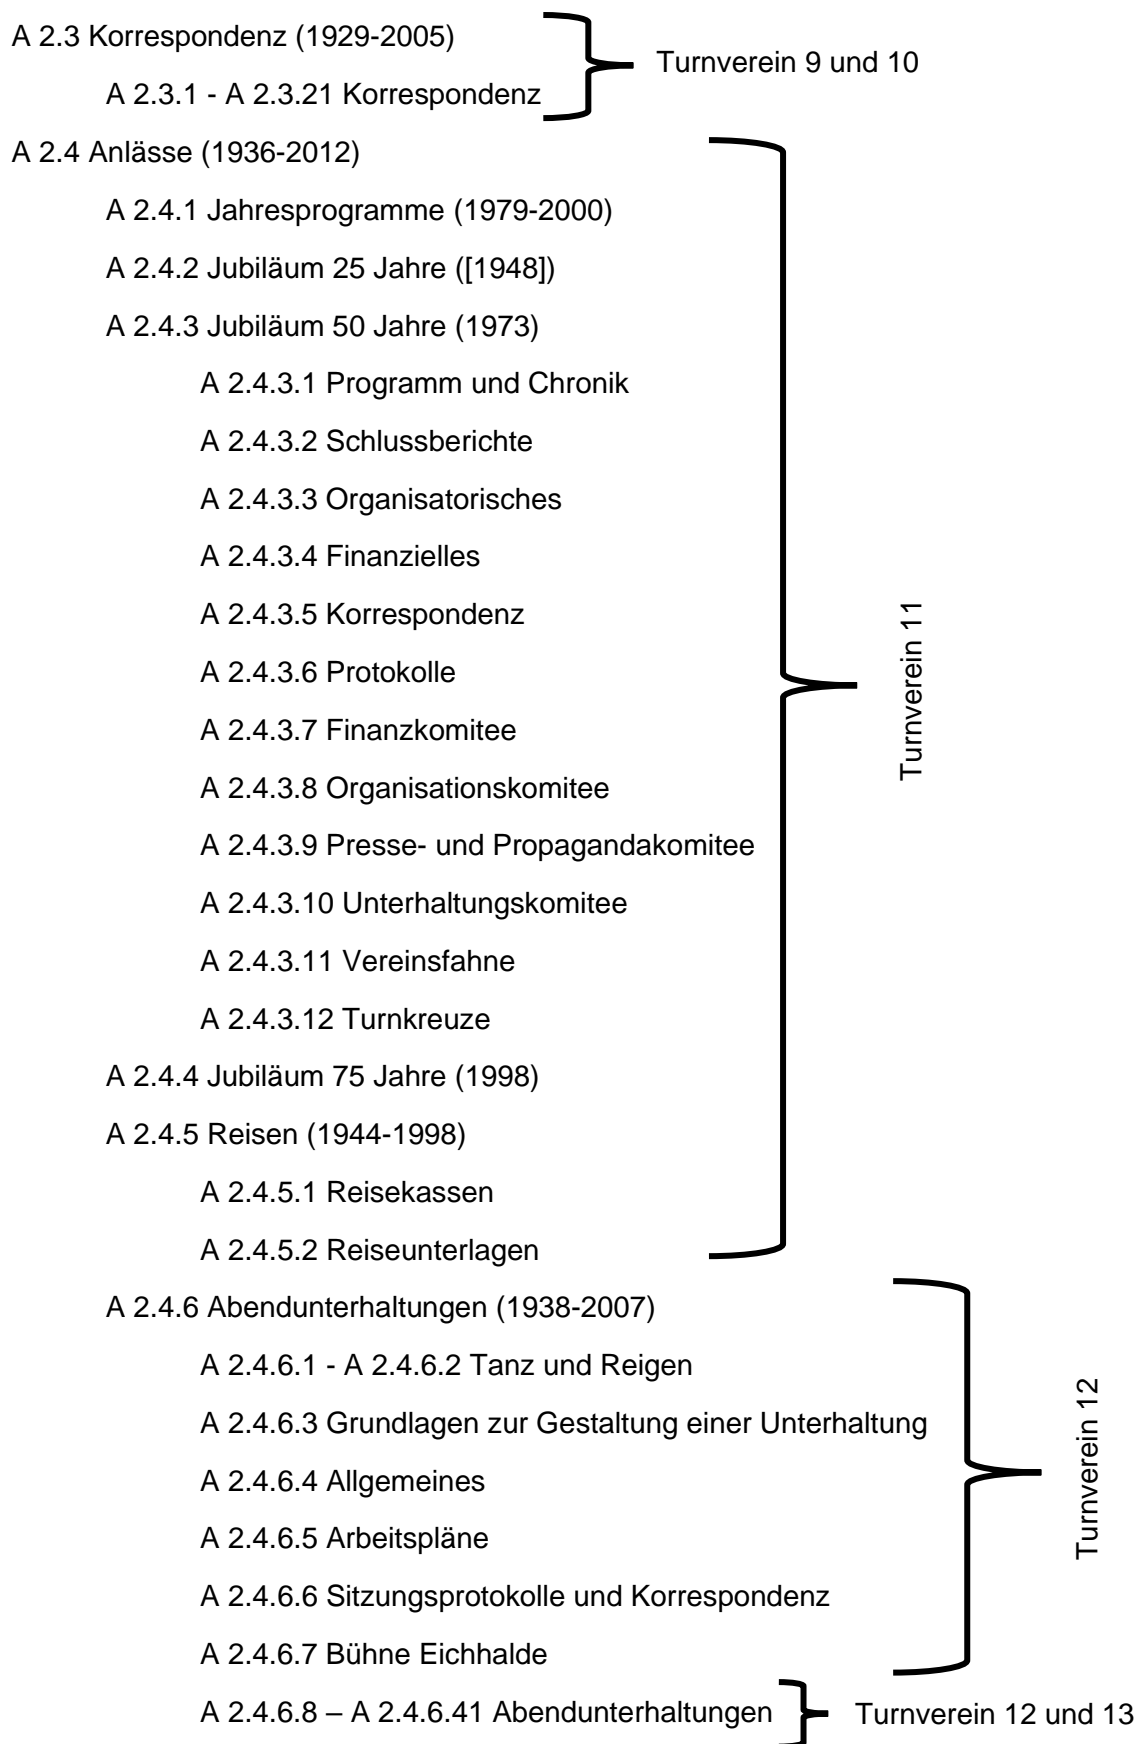 A 2.3 Korrespondenz (1929-2005)
Turnverein 9 und 10
A 2.3.1 - A 2.3.21 Korrespondenz
A 2.4 Anlässe (1936-2012)
A 2.4.1 Jahresprogramme (1979-2000)
A 2.4.2 Jubiläum 25 Jahre ([1948])
A 2.4.3 Jubiläum 50 Jahre (1973)
A 2.4.3.1 Programm und Chronik
A 2.4.3.2 Schlussberichte
A 2.4.3.3 Organisatorisches
A 2.4.3.4 Finanzielles
A 2.4.3.5 Korrespondenz
A 2.4.3.6 Protokolle
A 2.4.3.7 Finanzkomitee
A 2.4.3.8 Organisationskomitee
A 2.4.3.9 Presse- und Propagandakomitee
A 2.4.3.10 Unterhaltungskomitee
A 2.4.3.11 Vereinsfahne
A 2.4.3.12 Turnkreuze
A 2.4.4 Jubiläum 75 Jahre (1998)
A 2.4.5 Reisen (1944-1998)
A 2.4.5.1 Reisekassen
A 2.4.5.2 Reiseunterlagen
Turnverein 11
A 2.4.6 Abendunterhaltungen (1938-2007)
A 2.4.6.1 - A 2.4.6.2 Tanz und Reigen
A 2.4.6.3 Grundlagen zur Gestaltung einer Unterhaltung
A 2.4.6.4 Allgemeines
A 2.4.6.5 Arbeitspläne
A 2.4.6.6 Sitzungsprotokolle und Korrespondenz
A 2.4.6.7 Bühne Eichhalde
Turnverein 12
A 2.4.6.8 – A 2.4.6.41 Abendunterhaltungen
Turnverein 12 und 13